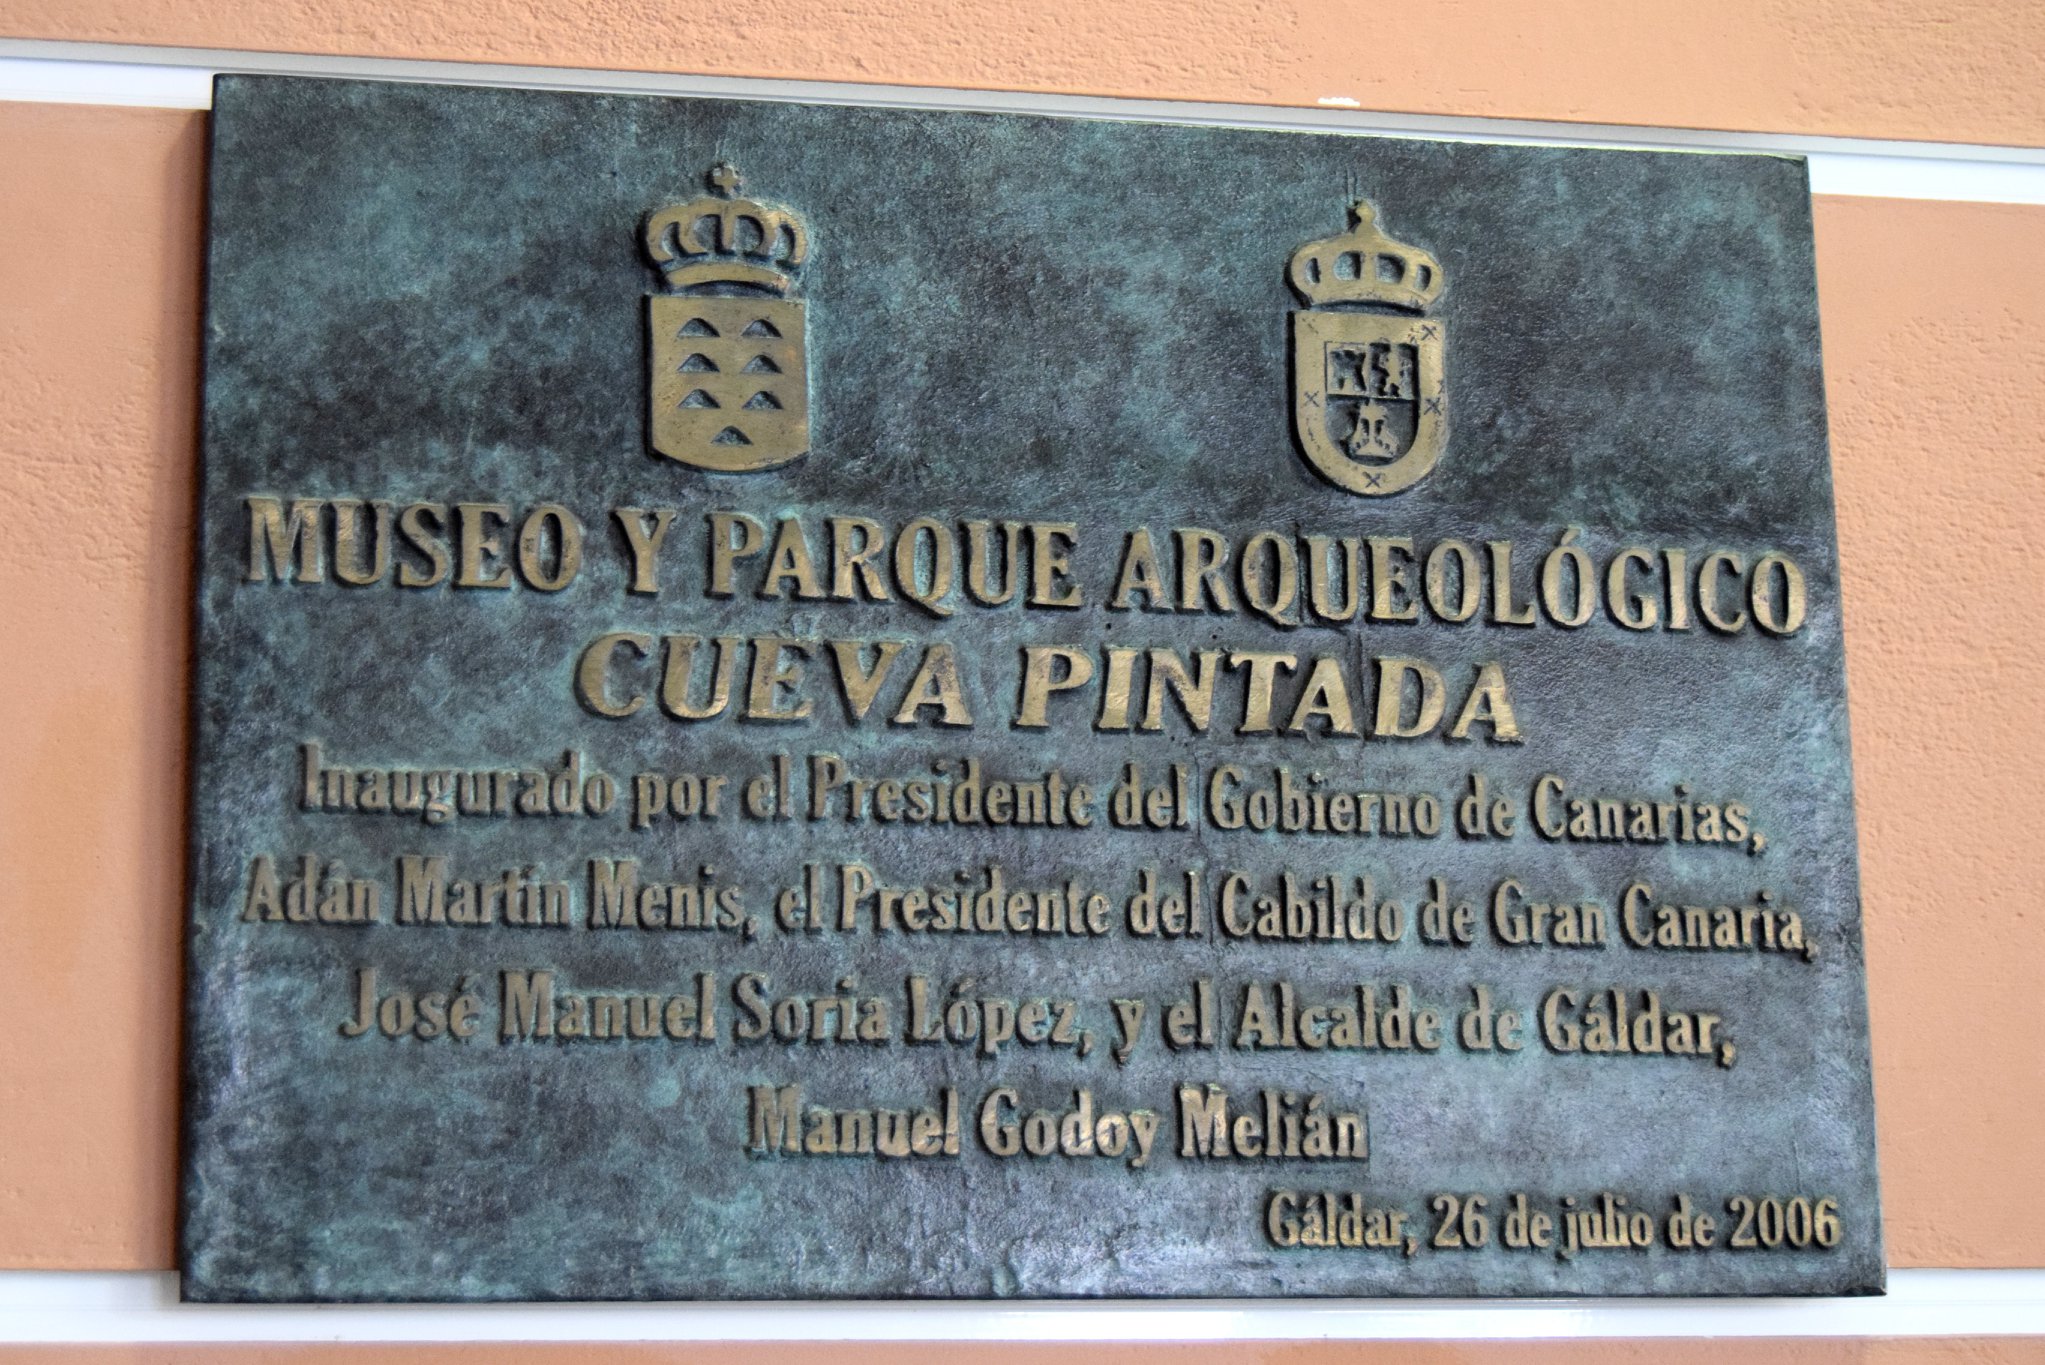 MUSEO Y PARQUE ARQUEOLÓGICO
CUEVA PINTADA
Inaugurado por el Presidente del Gobierno de Canarias,
Adán Martín Menis, el Presidente del Cabildo de Gran Canaria,
José Manuel Soria López, y el Alcalde de Gáldar,
Manuel Godoy Melián
Gáldar, 26 de julio de 2006